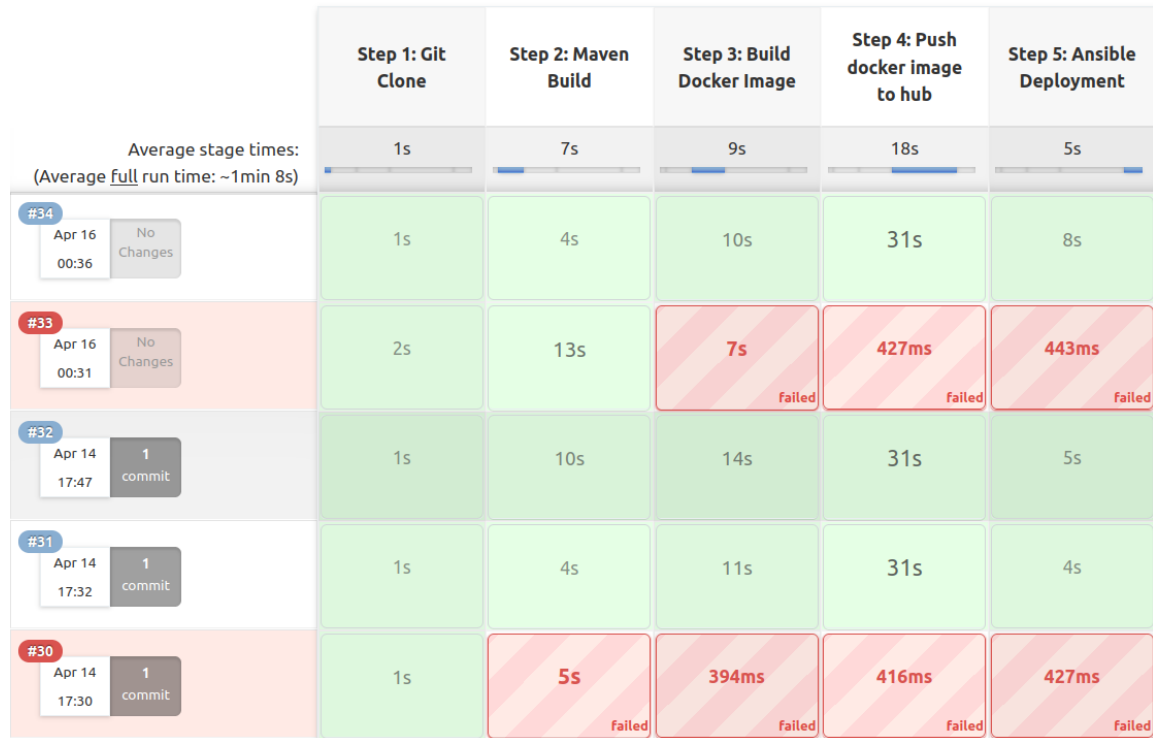 Step 1: Git
Clone
Step 2: Maven
Build
Step 3: Build
Docker Image
Step 4: Push
docker image
to hub
Step 5: Ansible
Deployment
Average stage times:
(Average full run time: ~1min 8s)
1s
7s
9s
18s
5s
#34
Apr 16
00:36
No
Changes
1s
4s
10s
31s
8s
#33
Apr 16
00:31
No
Changes
2s
13s
7s
failed
427ms
failed
443ms
failed
#32
Apr 14
17:47
1
commit
1s
10s
14s
31s
5s
#31
Apr 14
17:32
1
commit
1s
4s
11s
31s
4s
#30
Apr 14
17:30
1
commit
1s
5s
failed
394ms
failed
416ms
failed
427ms
failed